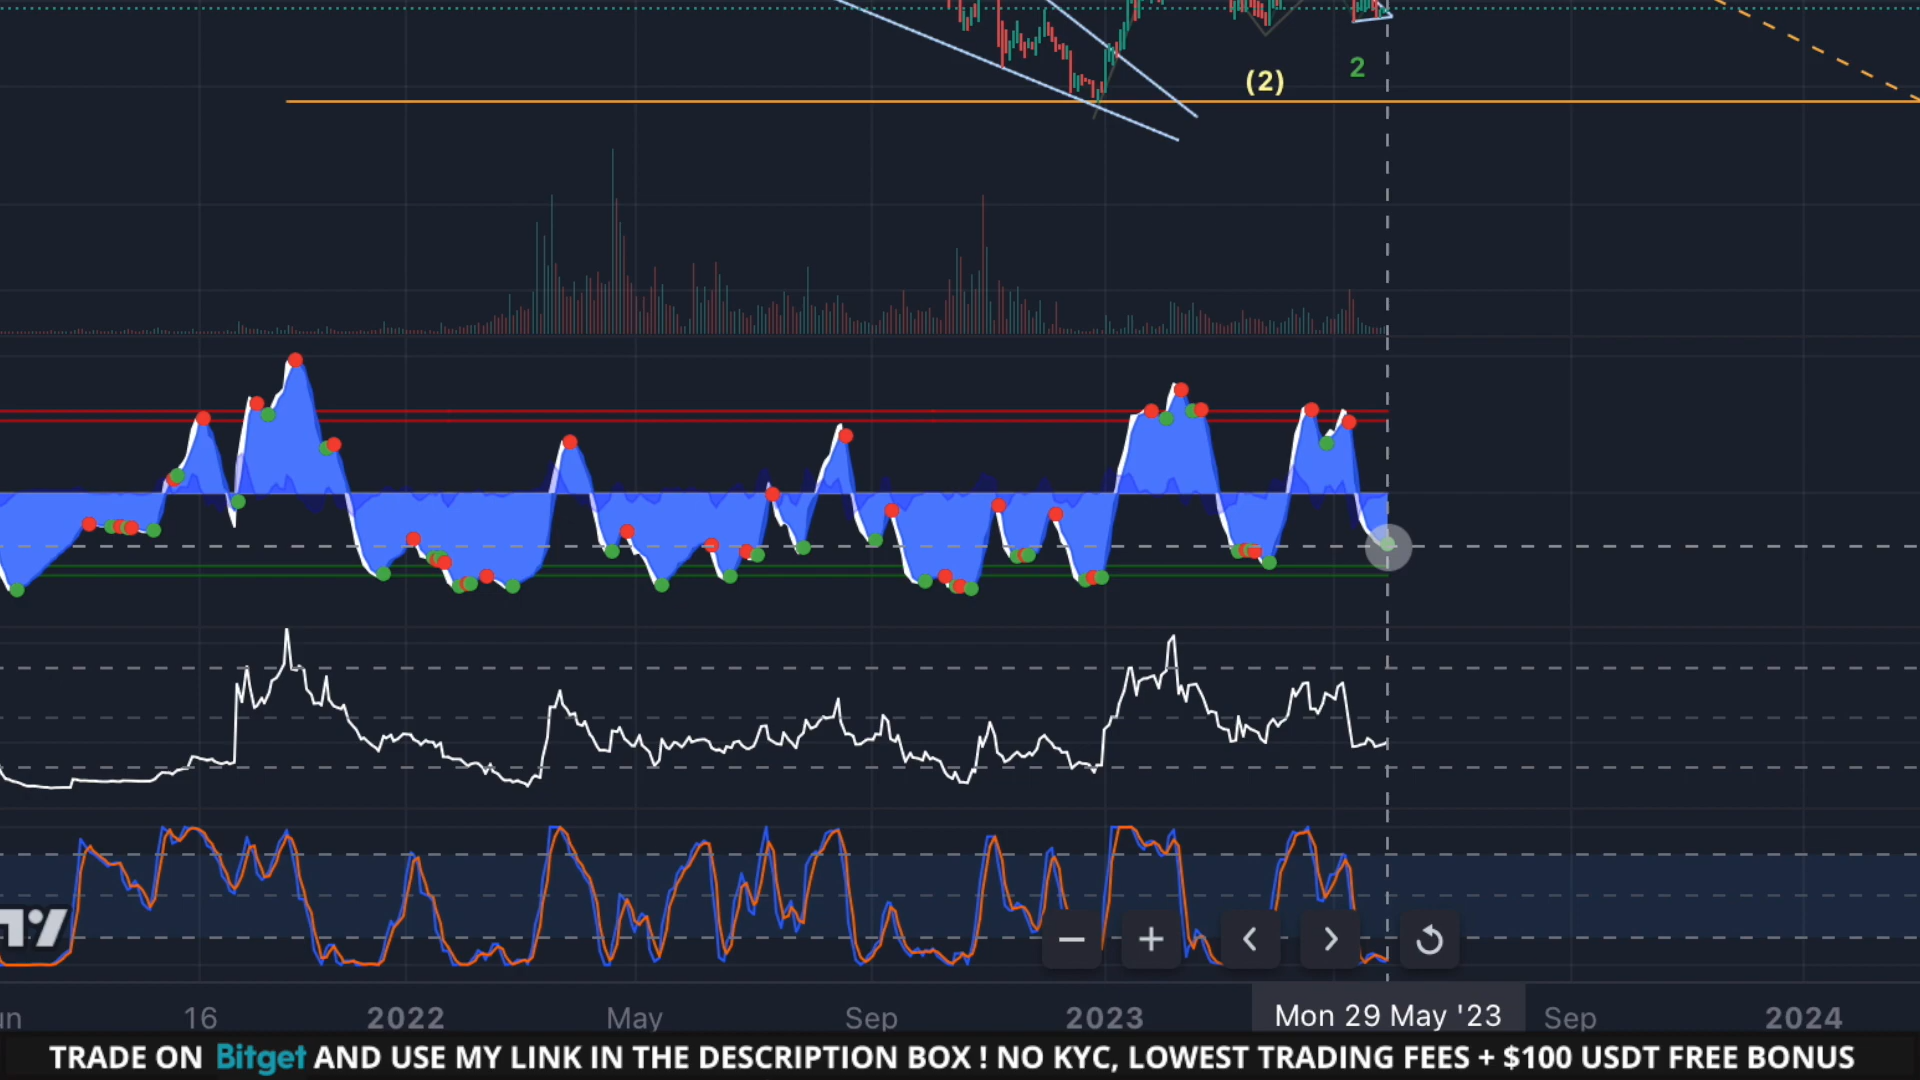 (2)
2
un 16 2022 May Sep 2023 Mon 29 May '23 Sep 2024
TRADE ON Bitget AND USE MY LINK IN THE DESCRIPTION BOX ! NO KYC, LOWEST TRADING FEES + $100 USDT FREE BONUS